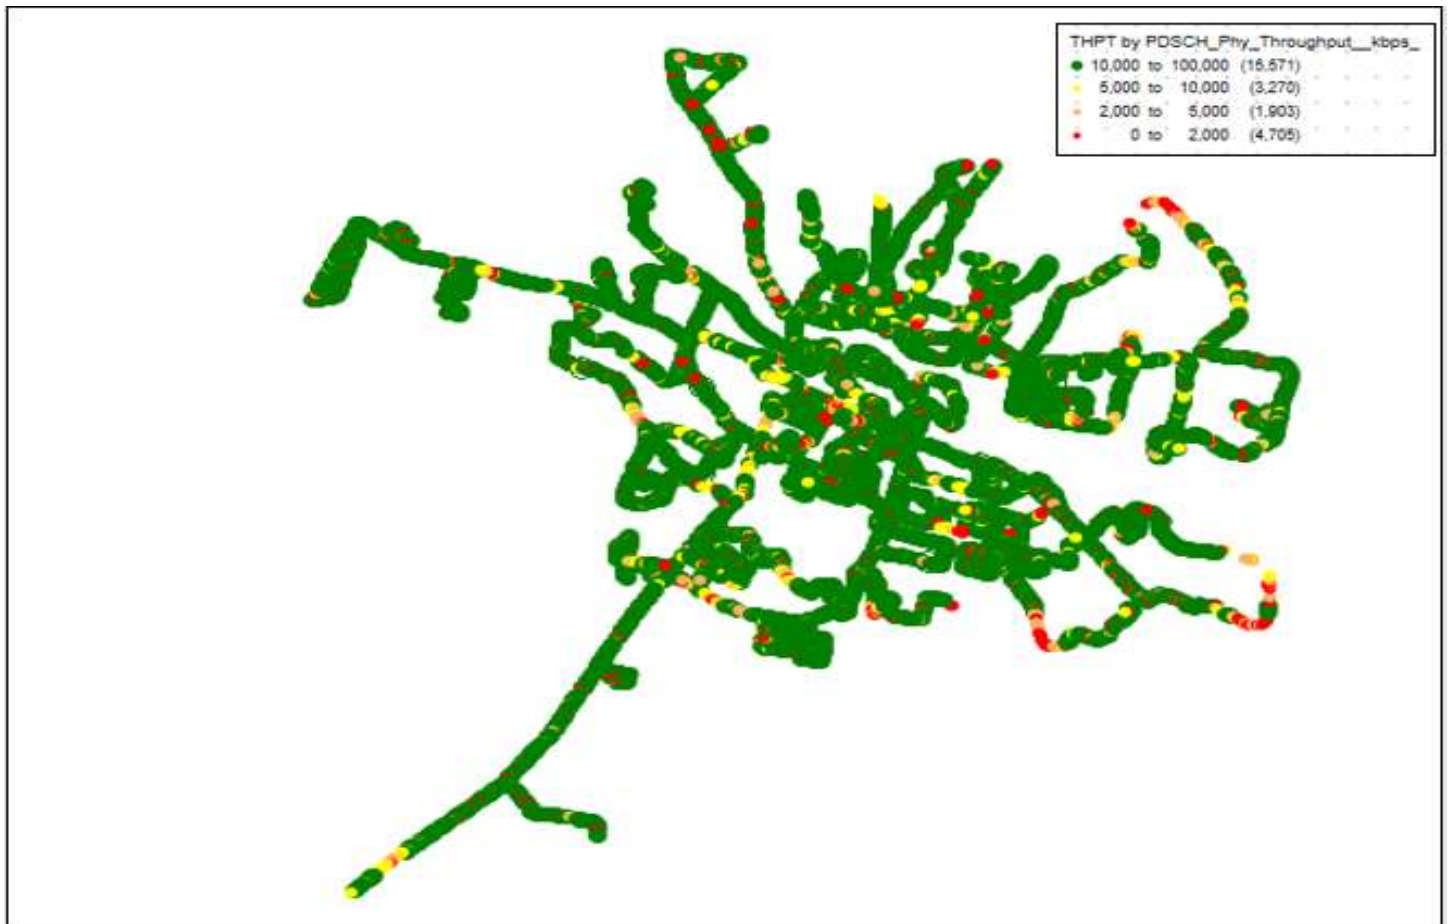 THPT by PDSCH_Phy_Throughput__kbps_
10,000 to 100,000 (15,571)
5,000 to 10,000 (3,270)
2,000 to 5,000 (1,903)
0 to 2,000 (4,705)